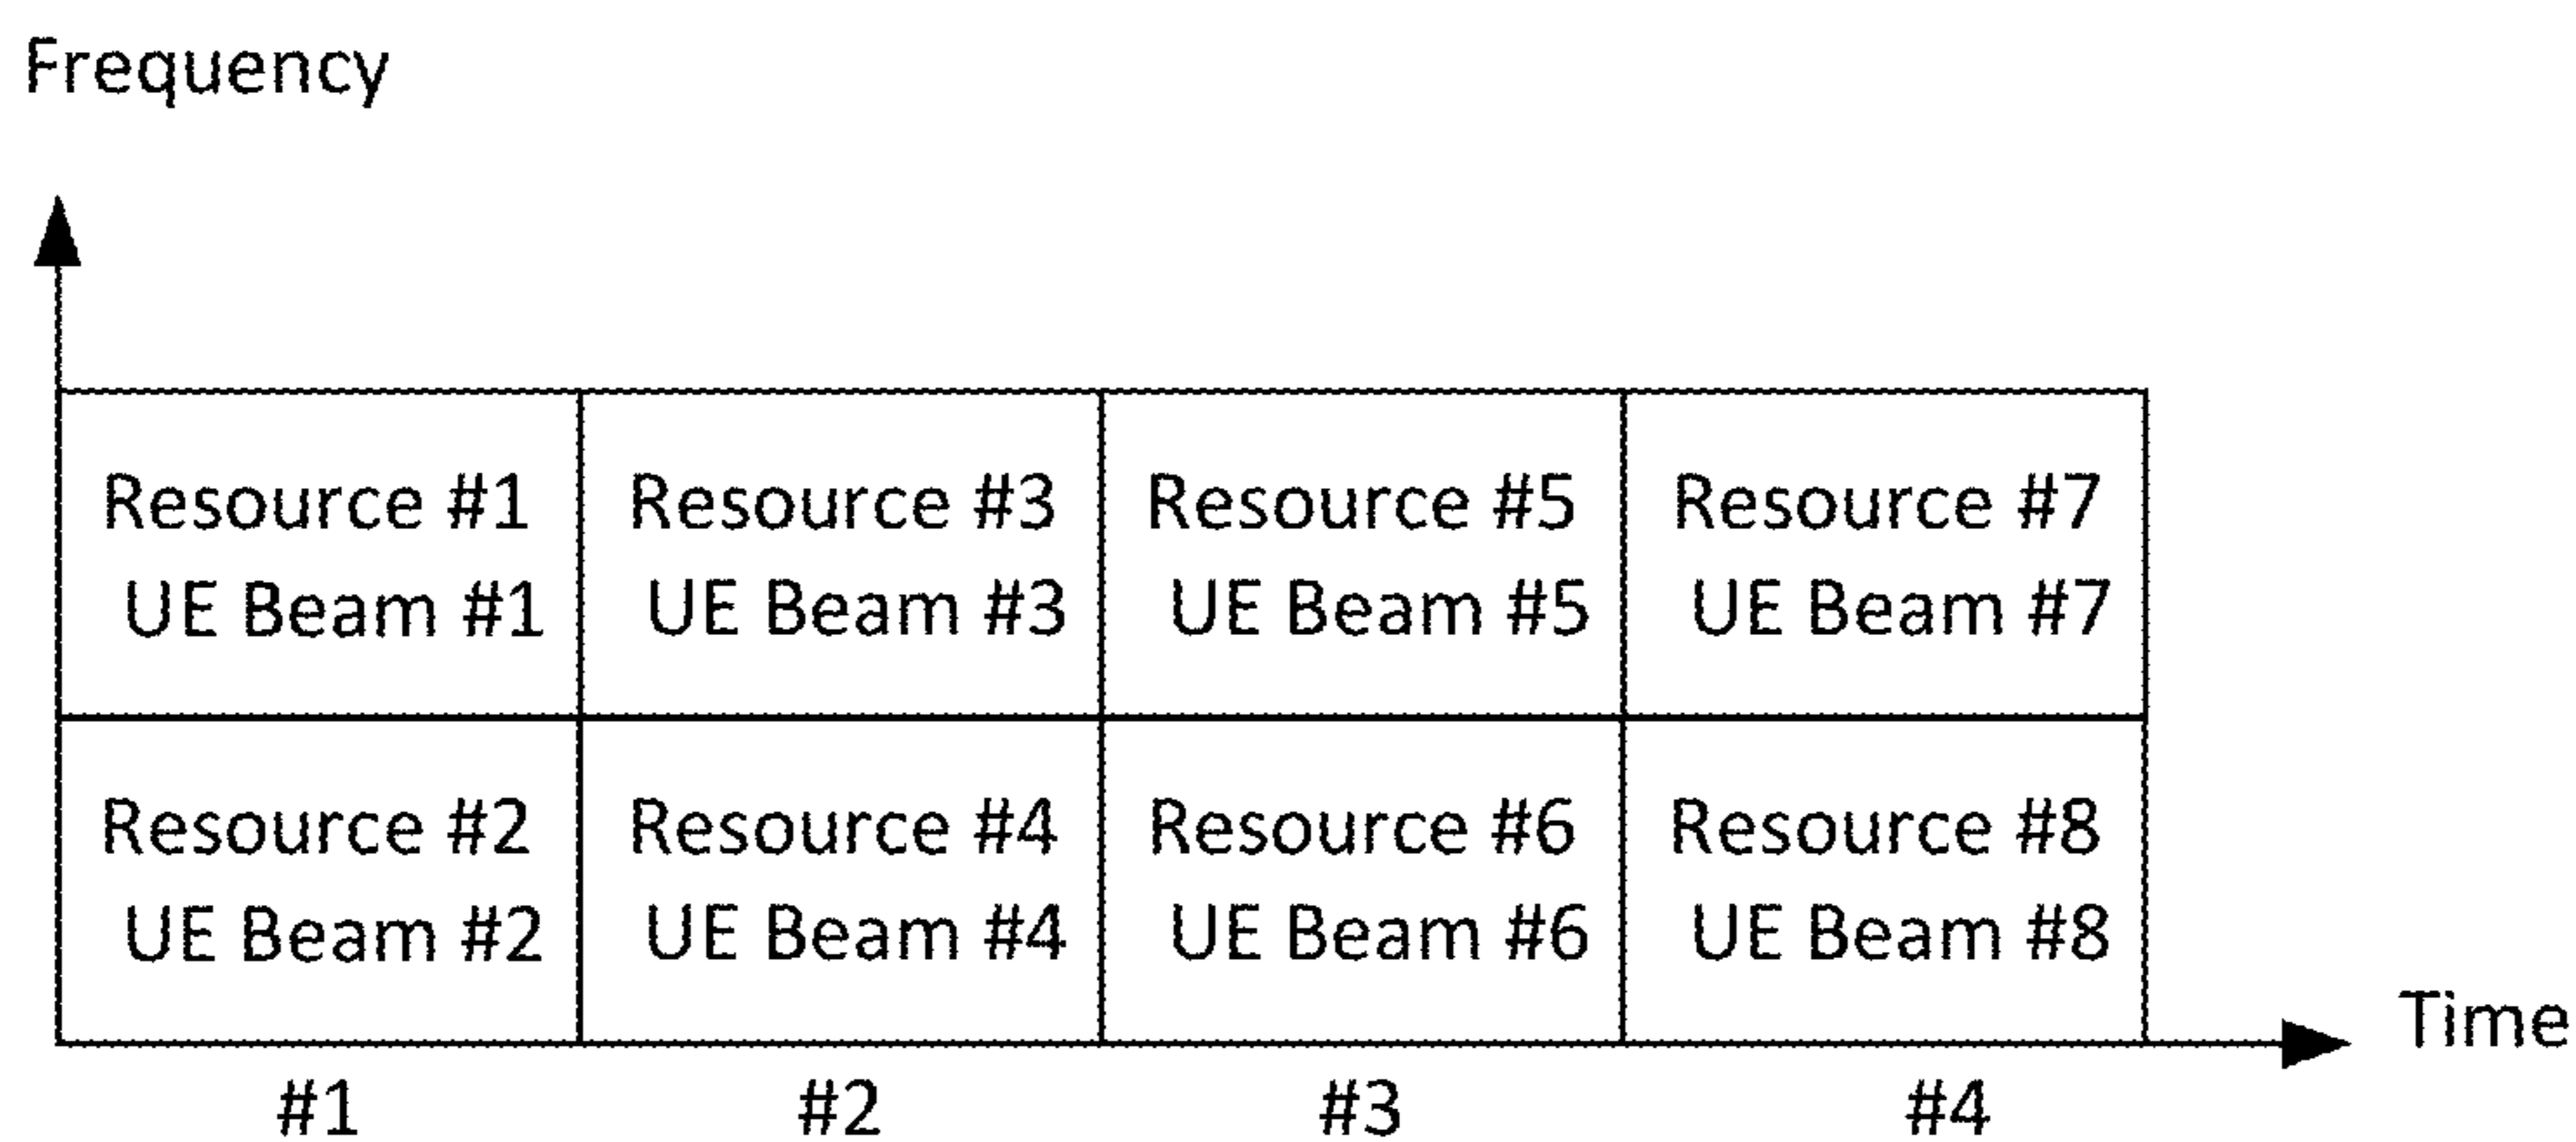 Frequency
Resource #1
UE Beam #1
Resource #3
UE Beam #3
Resource #5
UE Beam #5
Resource #7
UE Beam #7
Resource #2
UE Beam #2
Resource #4
UE Beam #4
Resource #6
UE Beam #6
Resource #8
UE Beam #8
Time
#1
#2
#3
#4